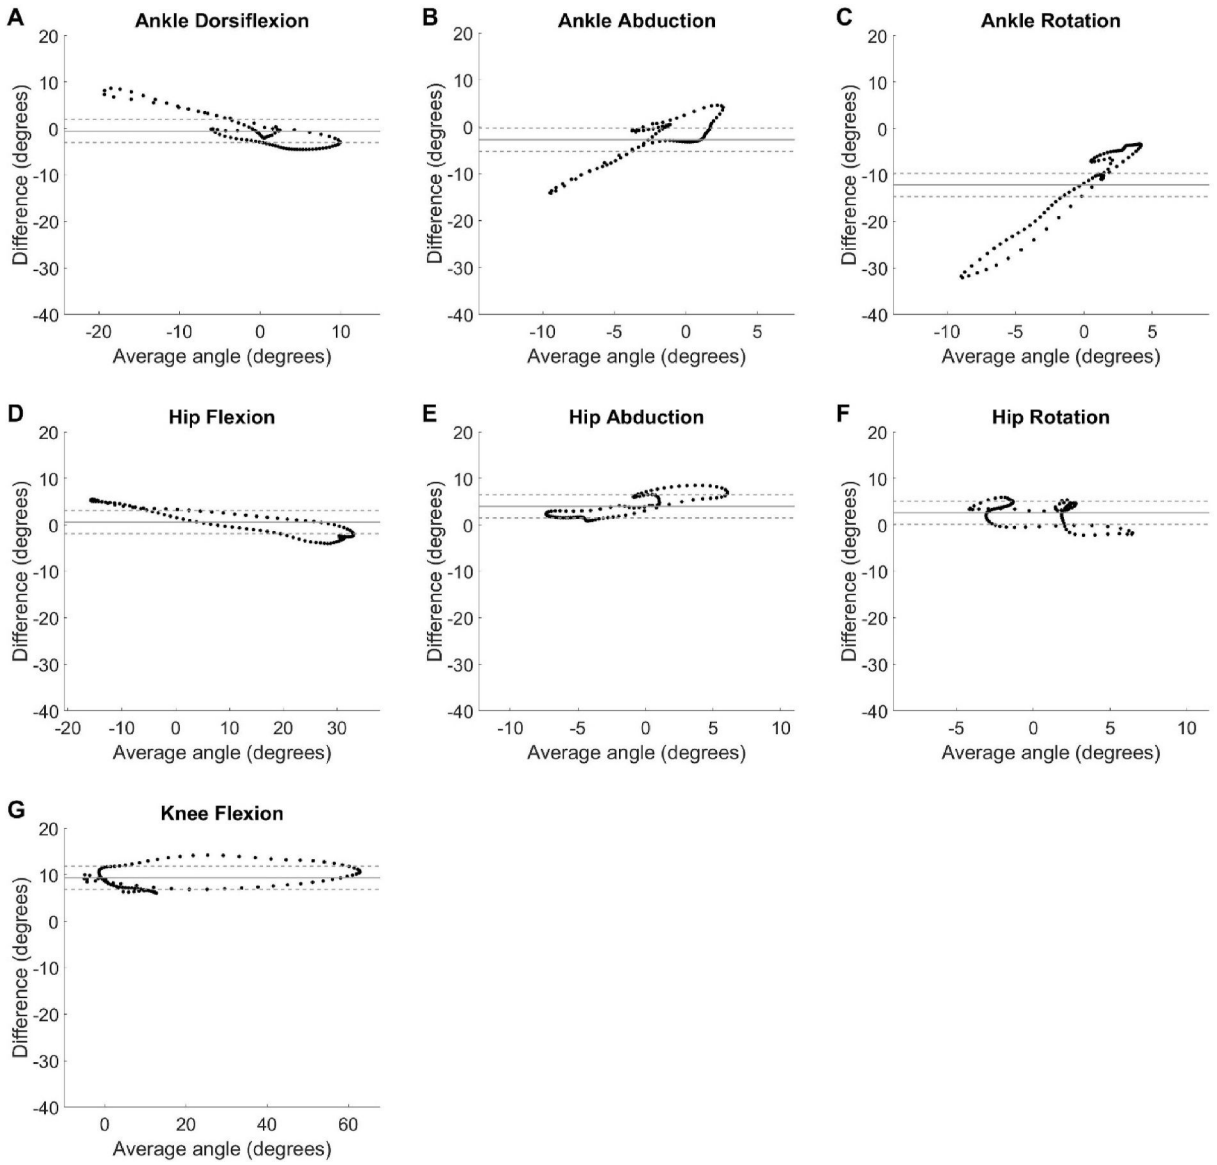 A Ankle Dorsiflexion
20
10
0
-10
-20
-30
-40
Difference (degrees)
-20 -10 0 10
Average angle (degrees)
B Ankle Abduction
20
10
0
-10
-20
-30
-40
Difference (degrees)
-10 -5 0 5
Average angle (degrees)
C Ankle Rotation
20
10
0
-10
-20
-30
-40
Difference (degrees)
-10 -5 0 5
Average angle (degrees)
D Hip Flexion
20
10
0
-10
-20
-30
-40
Difference (degrees)
-20 -10 0 10 20 30
Average angle (degrees)
E Hip Abduction
20
10
0
-10
-20
-30
-40
Difference (degrees)
-10 -5 0 5 10
Average angle (degrees)
F Hip Rotation
20
10
0
-10
-20
-30
-40
Difference (degrees)
-5 0 5 10
Average angle (degrees)
G Knee Flexion
20
10
0
-10
-20
-30
-40
Difference (degrees)
0 20 40 60
Average angle (degrees)